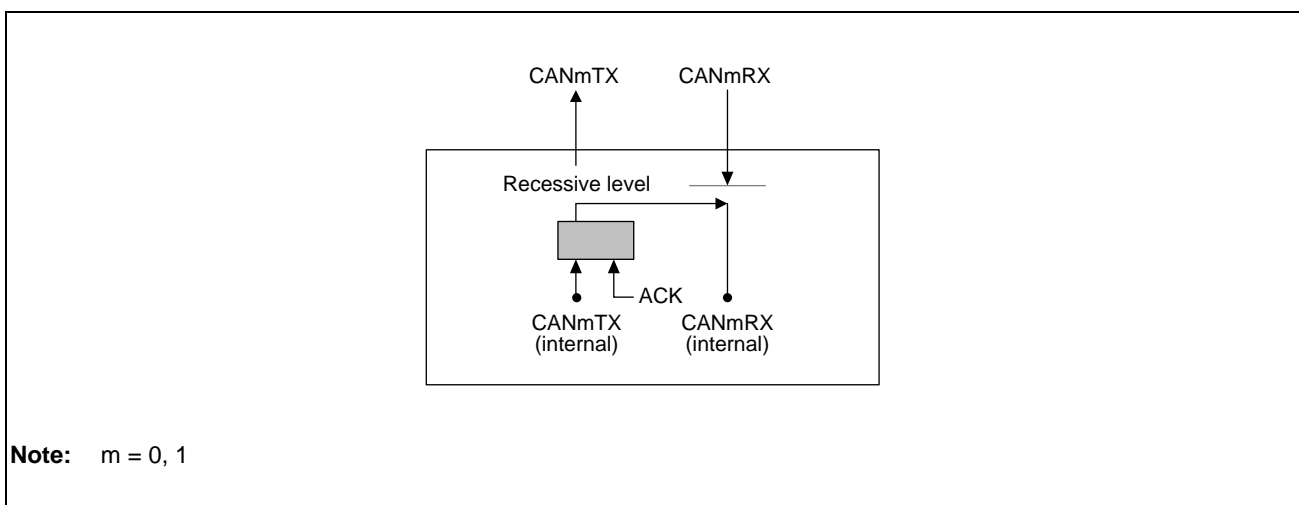 CANmTX CANmRX
Recessive level
ACK
CANmTX
(internal)
CANmRX
(internal)
Note: m = 0, 1